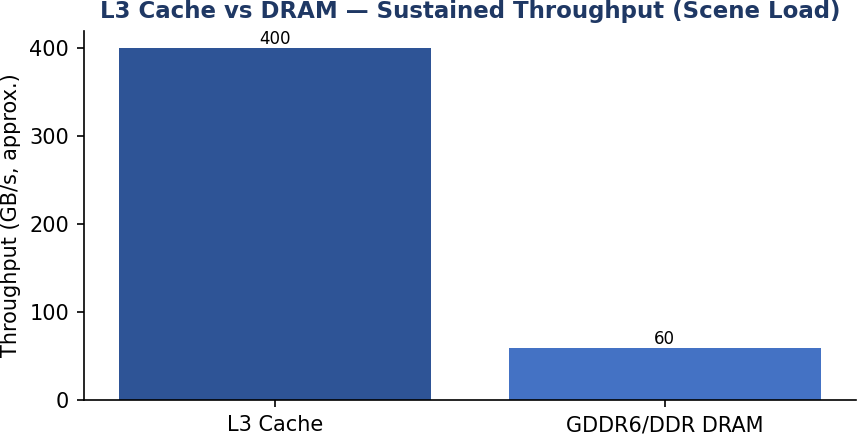 L3 Cache vs DRAM — Sustained Throughput (Scene Load)
Throughput (GB/s, approx.)
400
300
200
100
0
400
60
L3 Cache
GDDR6/DDR DRAM